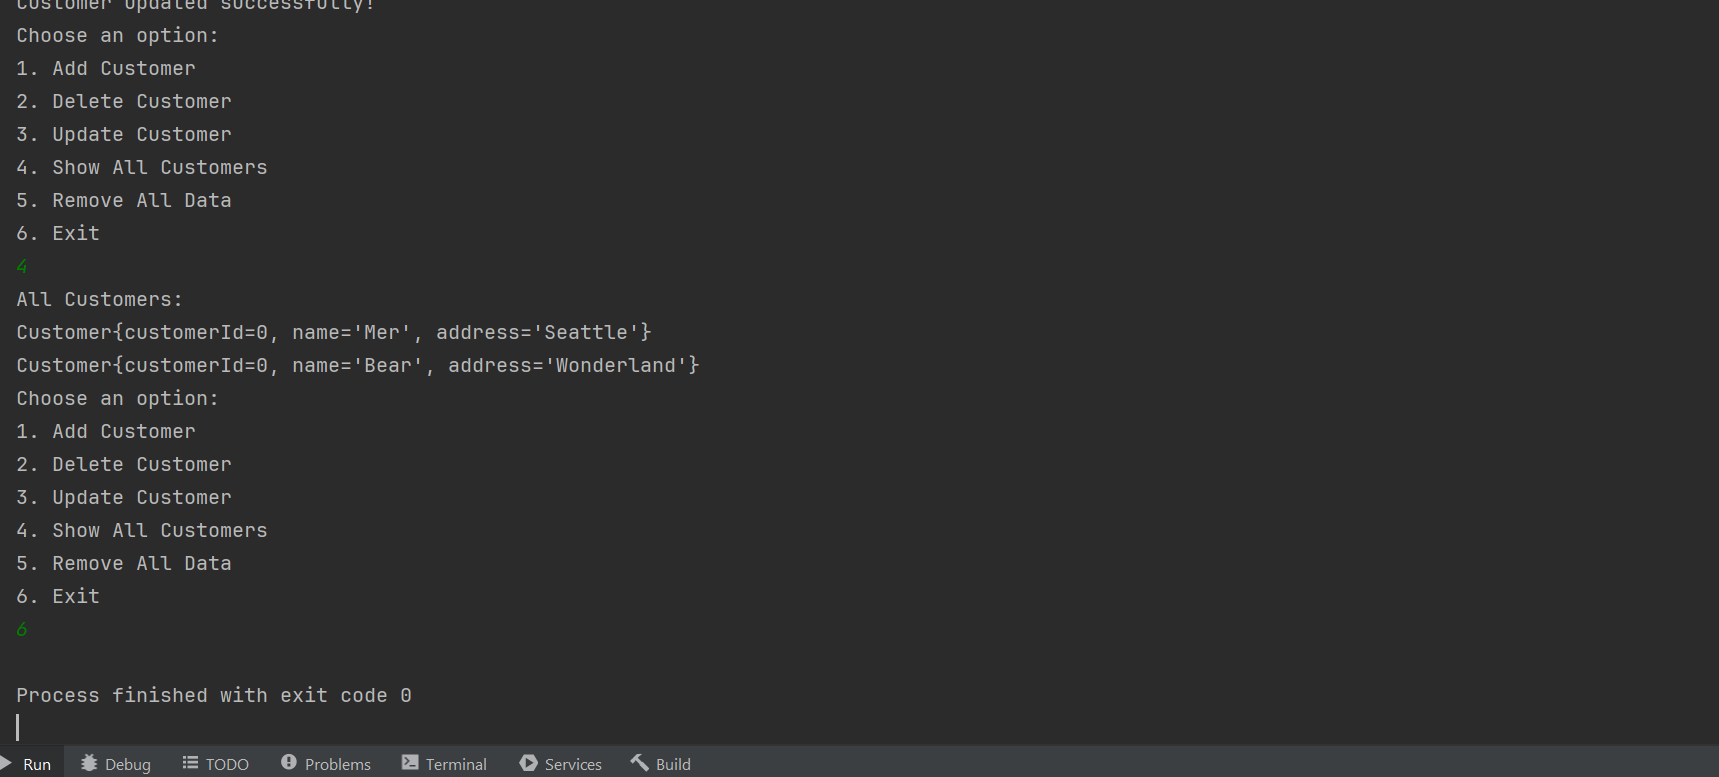 Customer updated successfully!
Choose an option:
1. Add Customer
2. Delete Customer
3. Update Customer
4. Show All Customers
5. Remove All Data
6. Exit
4
All Customers:
Customer{customerId=0, name='Mer', address='Seattle'}
Customer{customerId=0, name='Bear', address='Wonderland'}
Choose an option:
1. Add Customer
2. Delete Customer
3. Update Customer
4. Show All Customers
5. Remove All Data
6. Exit
6
Process finished with exit code 0
Run Debug TODO Problems Terminal Services Build